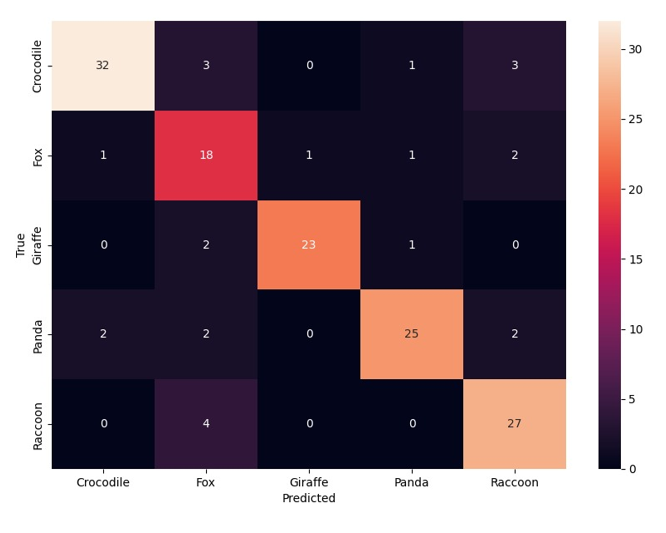 Crocodile 32 3 0 1 3
Fox 1 18 1 1 2
Giraffe 0 2 23 1 0
Panda 2 2 0 25 2
Raccoon 0 4 0 0 27
True
Crocodile Fox Giraffe Panda Raccoon
Predicted
30
25
20
15
10
5
0